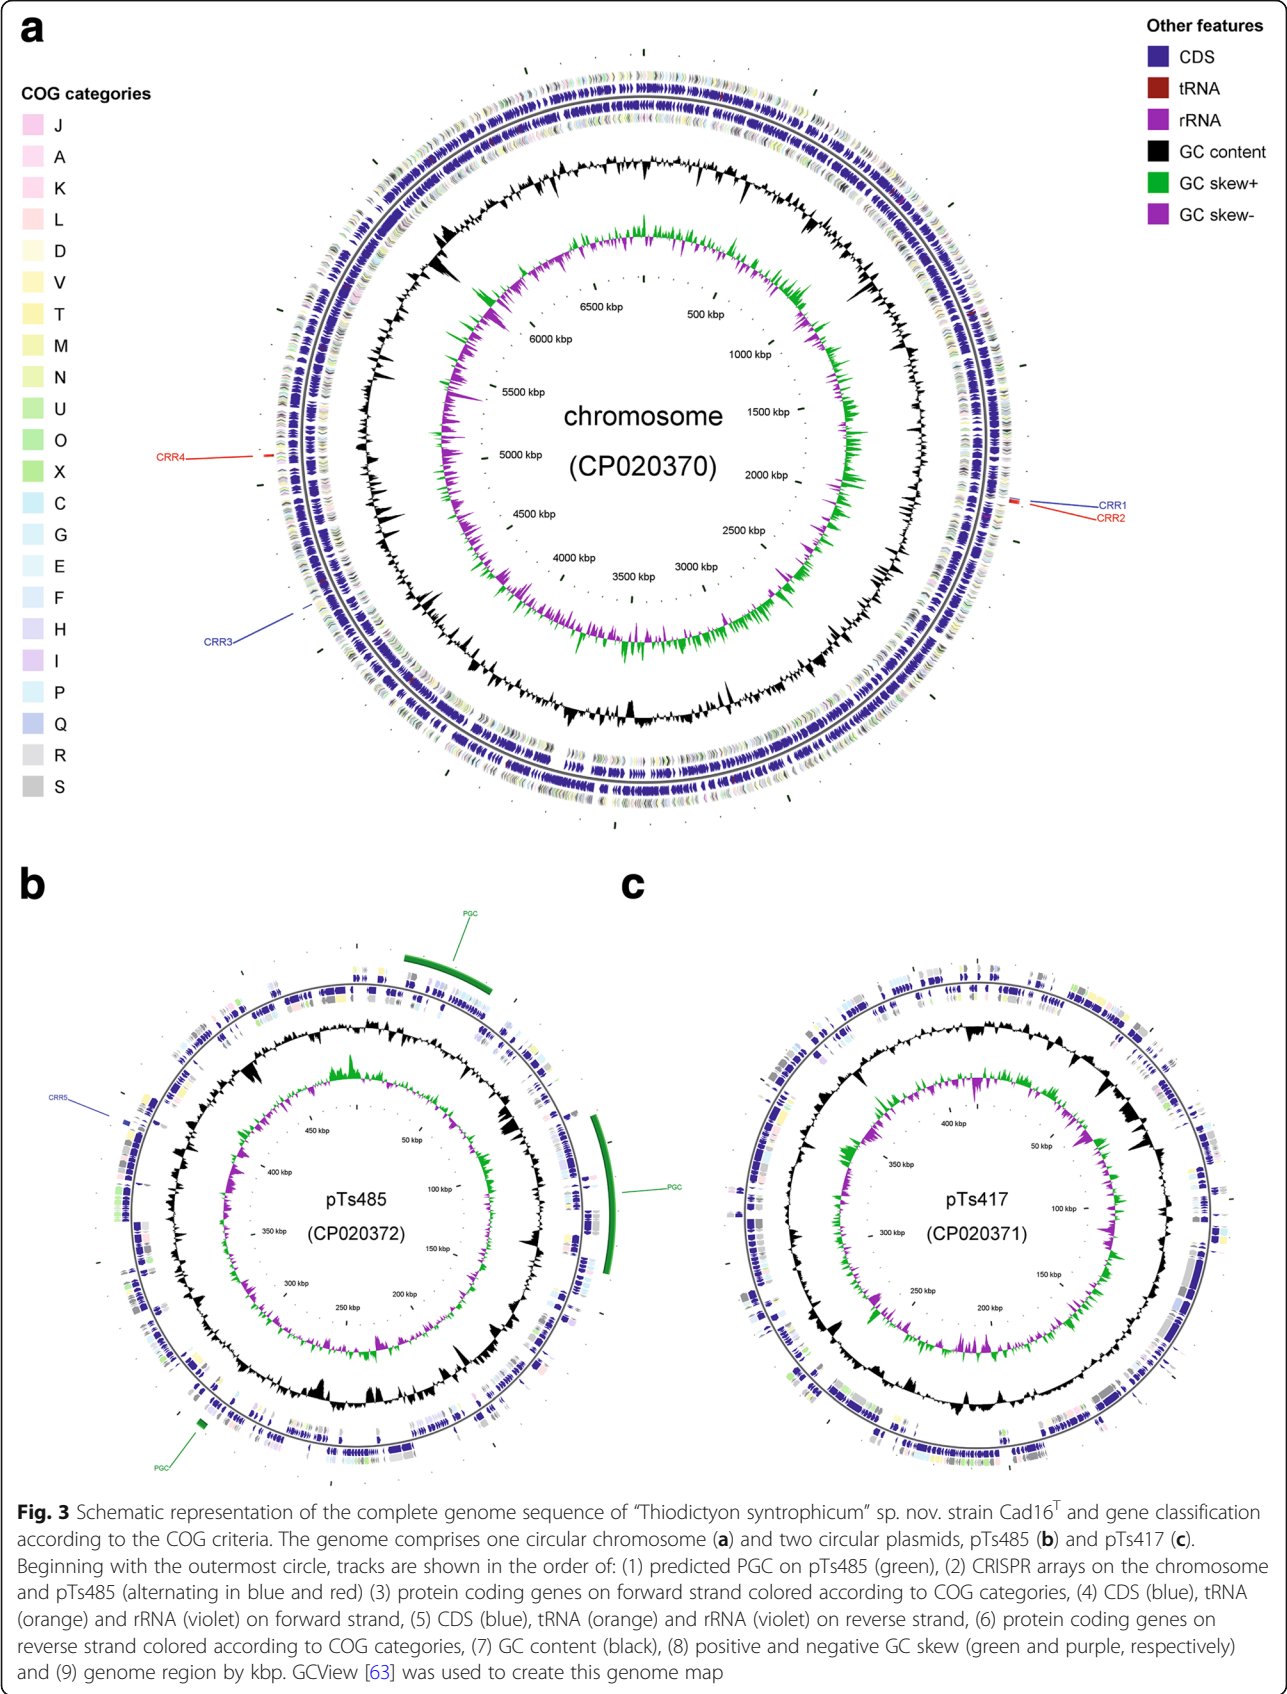 a
Other features
CDS
tRNA
rRNA
GC content
GC skew+
GC skew-
COG categories
J
A
K
L
D
V
T
M
N
U
O
X
C
G
E
F
H
I
P
Q
R
S
6500 kbp
500 kbp
6000 kbp
1000 kbp
5500 kbp
1500 kbp
chromosome
(CP020370)
5000 kbp
2000 kbp
4500 kbp
2500 kbp
4000 kbp
3500 kbp
3000 kbp
CRR4
CRR1
CRR2
CRR3
b
PGC
CRR5
450 kbp
50 kbp
400 kbp
100 kbp
pTs485
(CP020372)
350 kbp
150 kbp
300 kbp
250 kbp
200 kbp
PGC
PGC
c
400 kbp
50 kbp
350 kbp
pTs417
100 kbp
(CP020371)
300 kbp
150 kbp
250 kbp
200 kbp
Fig. 3 Schematic representation of the complete genome sequence of “Thiodictyon syntrophicum” sp. nov. strain Cad16T and gene classification
according to the COG criteria. The genome comprises one circular chromosome (a) and two circular plasmids, pTs485 (b) and pTs417 (c).
Beginning with the outermost circle, tracks are shown in the order of: (1) predicted PGC on pTs485 (green), (2) CRISPR arrays on the chromosome
and pTs485 (alternating in blue and red) (3) protein coding genes on forward strand colored according to COG categories, (4) CDS (blue), tRNA
(orange) and rRNA (violet) on forward strand, (5) CDS (blue), tRNA (orange) and rRNA (violet) on reverse strand, (6) protein coding genes on
reverse strand colored according to COG categories, (7) GC content (black), (8) positive and negative GC skew (green and purple, respectively)
and (9) genome region by kbp. GCView [63] was used to create this genome map